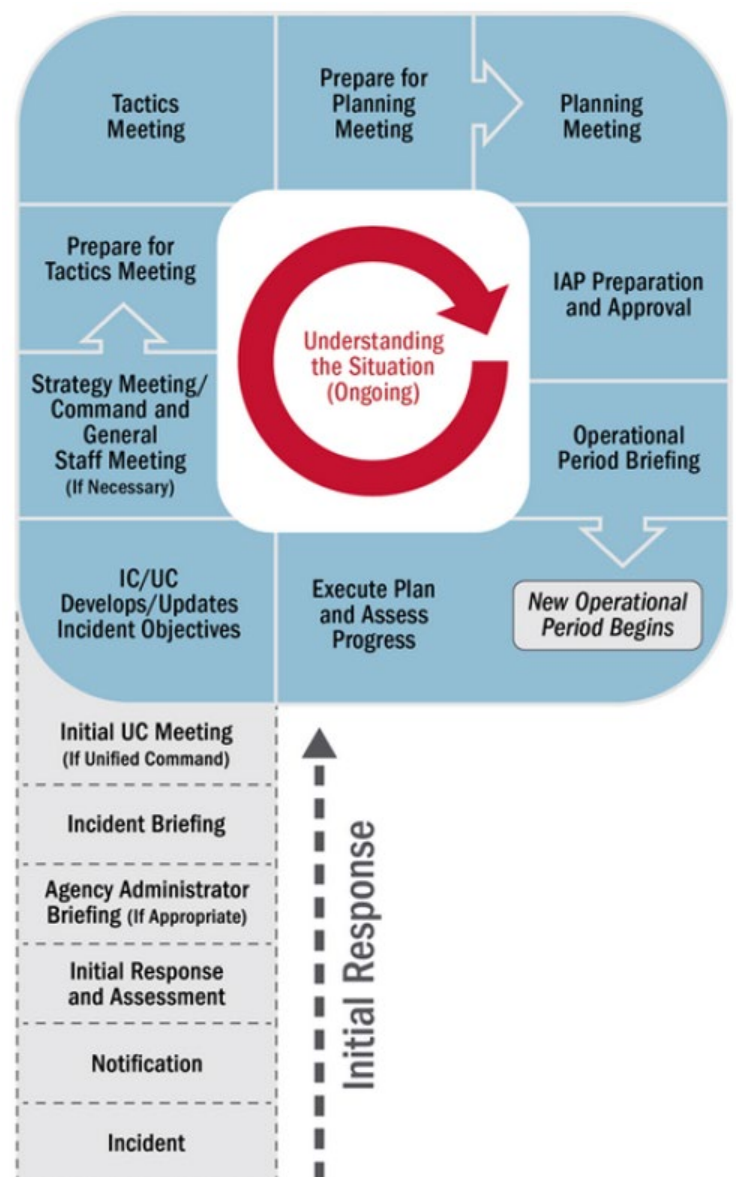 Tactics
Meeting
Prepare for
Planning
Meeting
Planning
Meeting
Prepare for
Tactics Meeting
Understanding
the Situation
(Ongoing)
IAP Preparation
and Approval
Strategy Meeting/
Command and
General
Staff Meeting
(If Necessary)
Operational
Period Briefing
IC/UC
Develops/Updates
Incident Objectives
Execute Plan
and Assess
Progress
New Operational
Period Begins
Initial UC Meeting
(If Unified Command)
Incident Briefing
Agency Administrator
Briefing (If Appropriate)
Initial Response
and Assessment
Notification
Incident
Initial Response